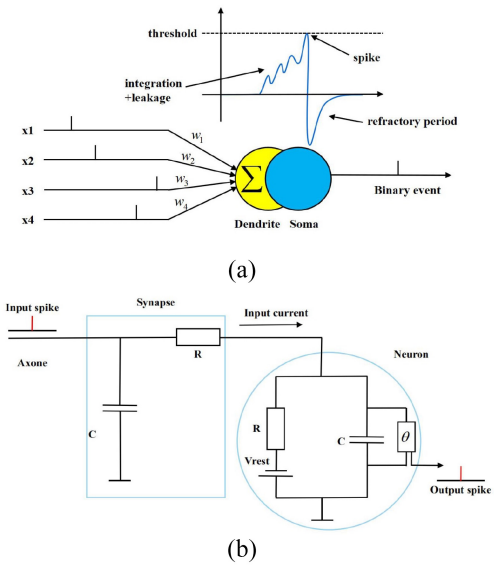 threshold
spike
integration
+leakage
refractory period
x1
w1
x2
w2
x3
w3
x4
w4
Σ
Binary event
Dendrite Soma
(a)
Input spike
Synapse
Input current
Axone
R
Neuron
C
R
C
θ
Vrest
Output spike
(b)